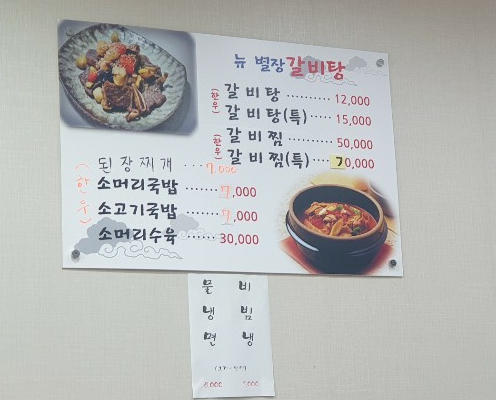 뉴 별장 갈비탕
(한우) 갈비탕 .......... 12,000
갈비탕(특) ..... 15,000
(한우) 갈비찜 .......... 50,000
갈비찜(특) .... 70,000
(한우) 된장찌개 ... 7,000
소머리국밥 ....... 7,000
소고기국밥 ....... 7,000
소머리수육 ...... 30,000
물냉면
비빔냉
6,000